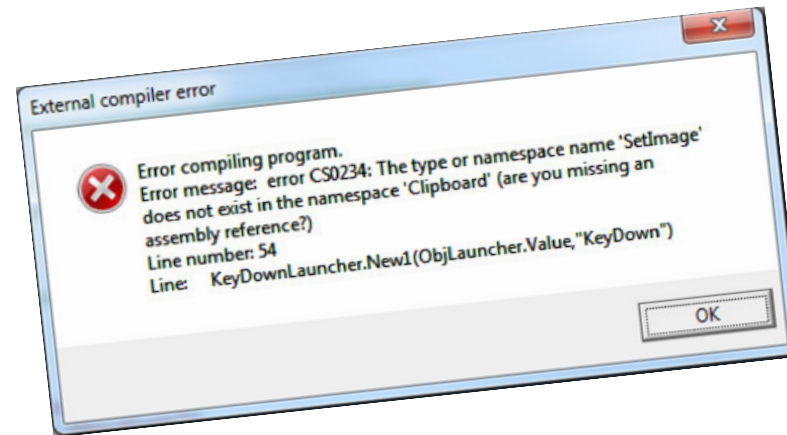 External compiler error
Error compiling program.
Error message:  error CS0234: The type or namespace name 'SetImage'
does not exist in the namespace 'Clipboard' (are you missing an
assembly reference?)
Line number: 54
Line:    KeyDownLauncher.New1(ObjLauncher.Value,"KeyDown")
OK